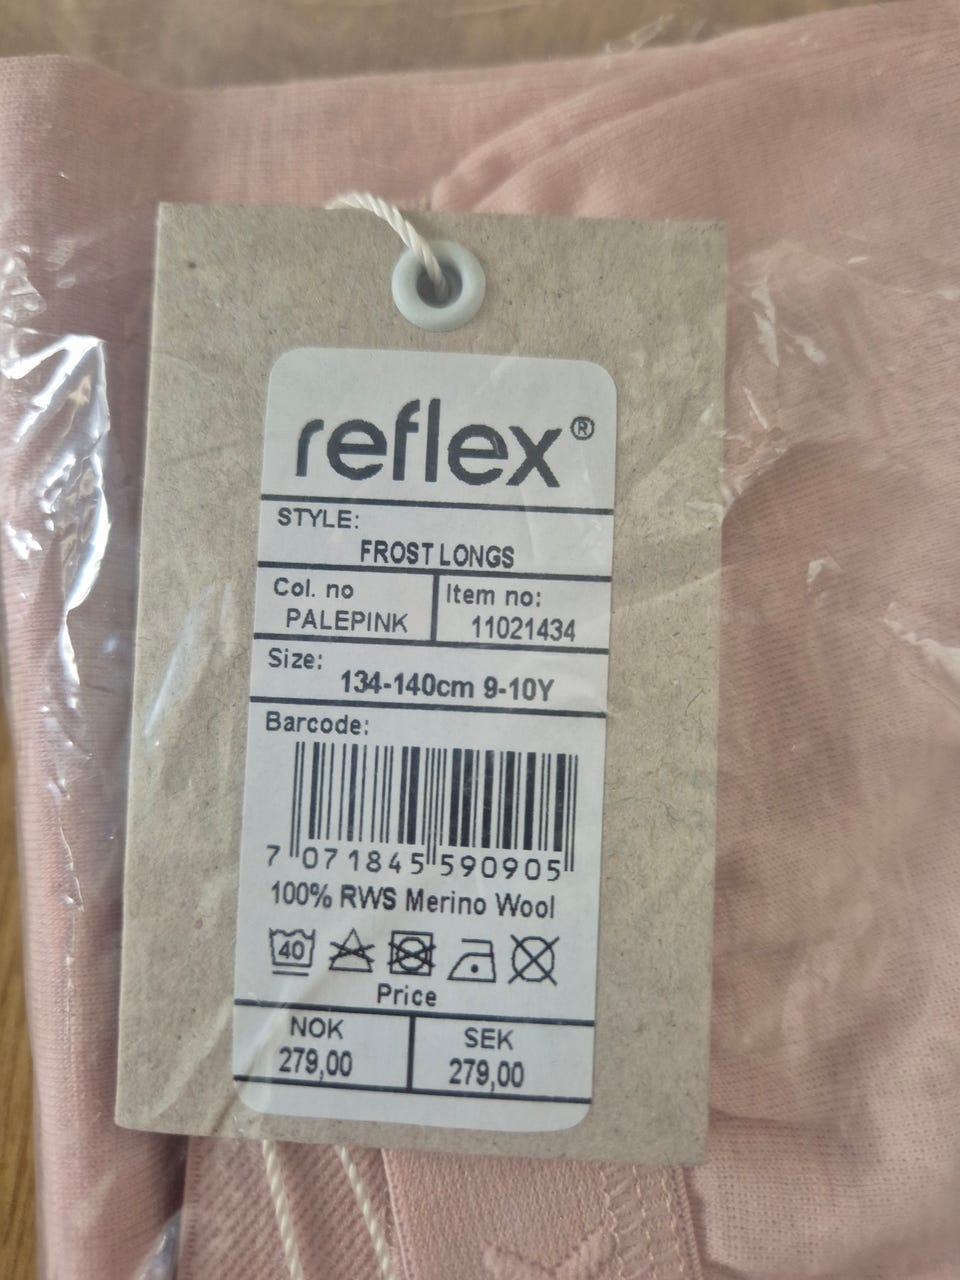 reflex®
STYLE:
FROST LONGS
Col. no
PALEPINK
Item no:
11021434
Size:
134-140cm 9-10Y
Barcode:
7 071845 590905
100% RWS Merino Wool
40
Price
NOK
279,00
SEK
279,00